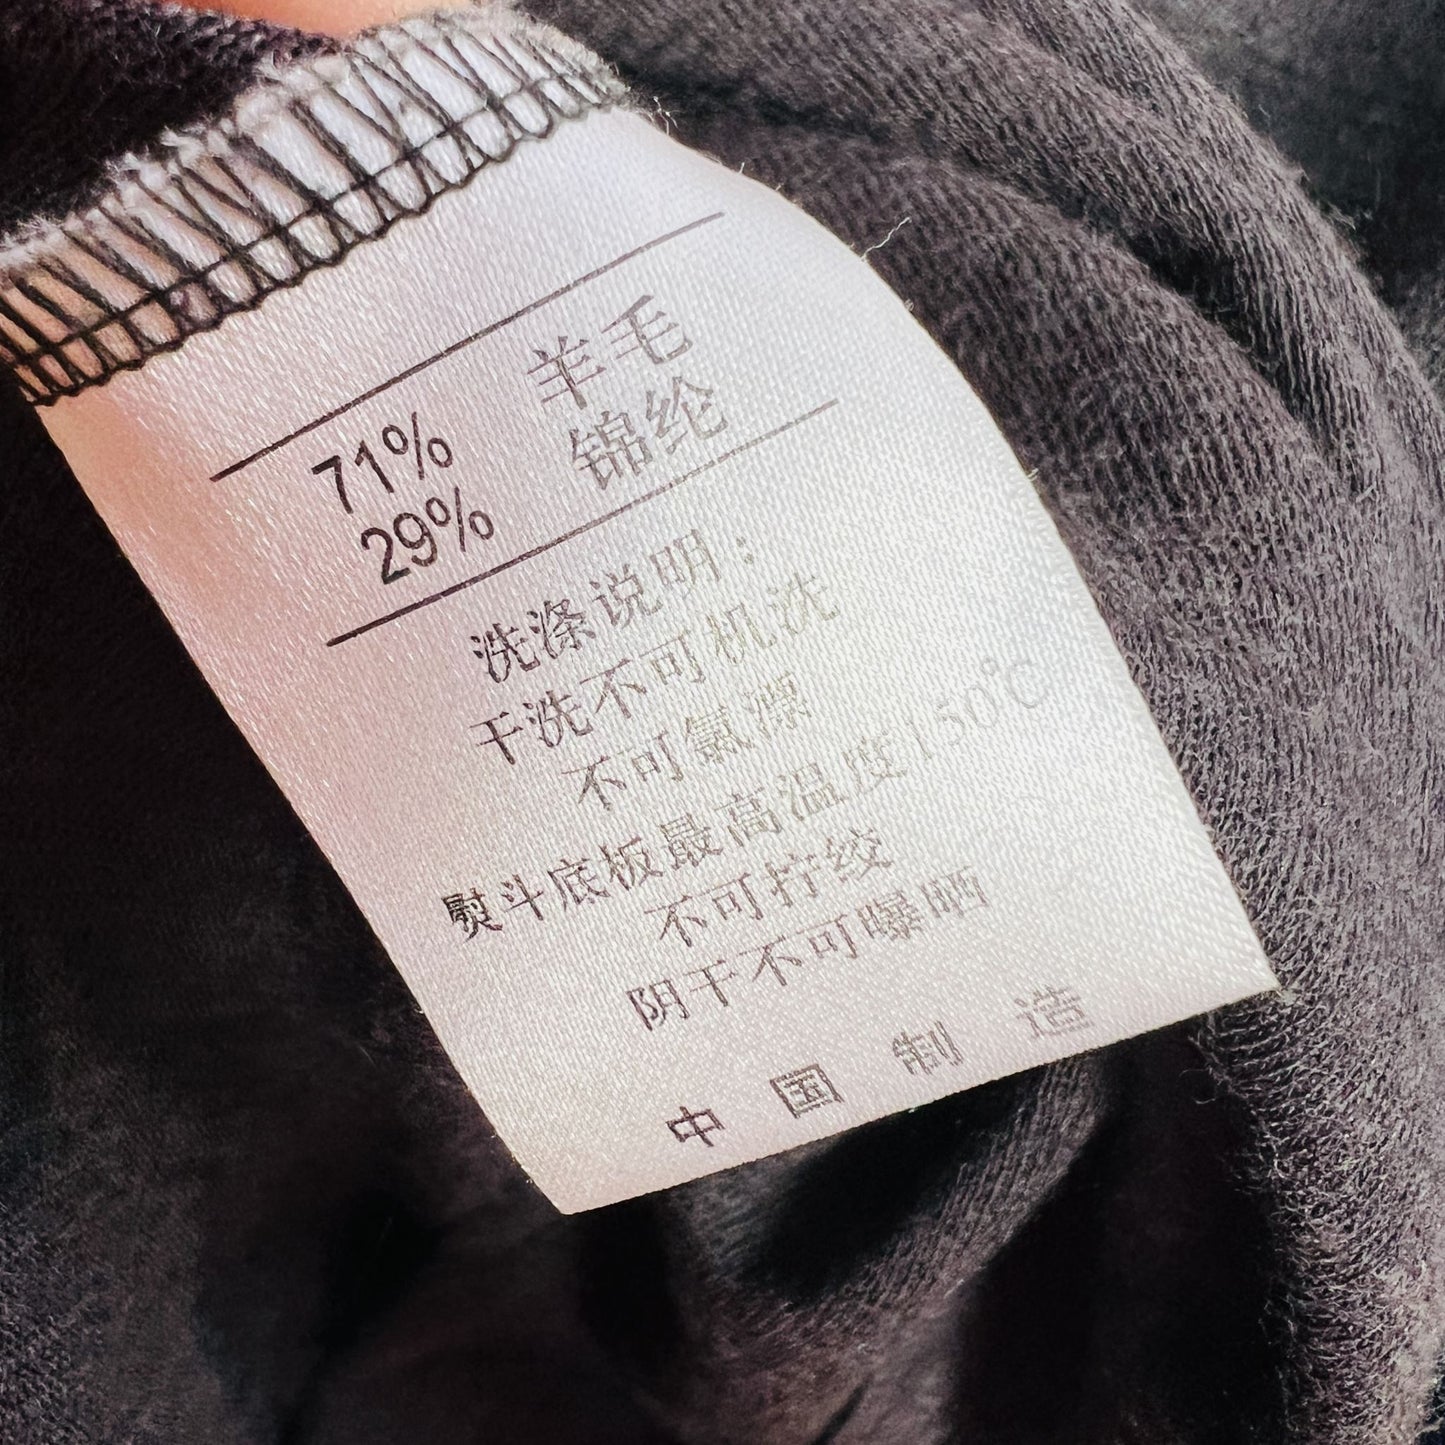 71% 羊毛
29% 锦纶
洗涤说明：
干洗不可机洗
不可氯漂
熨斗底板最高温度150℃
不可拧绞
阴干不可曝晒
中国制造